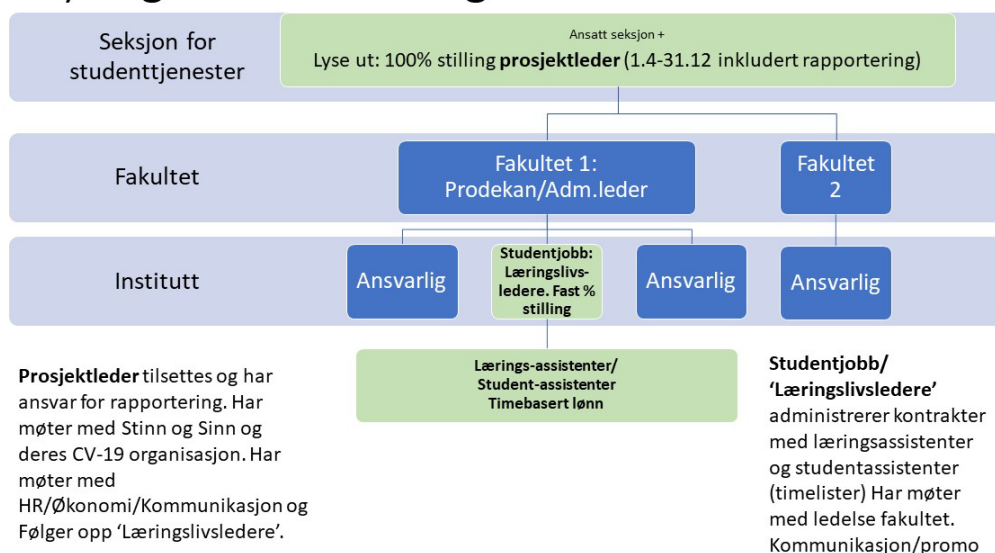 Seksjon for
studenttjenester
Ansatt seksjon +
Lyse ut: 100% stilling prosjektleder (1.4-31.12 inkludert rapportering)
Fakultet
Fakultet 1:
Prodekan/Adm.leder
Fakultet
2
Institutt
Ansvarlig
Studentjobb:
Læringslivs-
ledere. Fast %
stilling
Ansvarlig
Ansvarlig
Lærings-assistenter/
Student-assistenter
Timebasert lønn
Prosjektleder tilsettes og har
ansvar for rapportering. Har
møter med Stinn og Sinn og
deres CV-19 organisasjon. Har
møter med
HR/Økonomi/Kommunikasjon og
Følger opp ‘Læringslivsledere’.
Studentjobb/
‘Læringslivsledere’
administrerer kontrakter
med læringsassistenter
og studentassistenter
(timelister) Har møter
med ledelse fakultet.
Kommunikasjon/promo